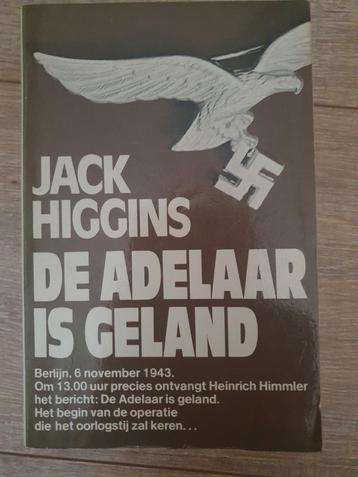 JACK
HIGGINS
DE ADELAAR
IS GELAND
Berlijn, 6 november 1943.
Om 13.00 uur precies ontvangt Heinrich Himmler
het bericht: De Adelaar is geland.
Het begin van de operatie
die het oorlogstij zal keren...